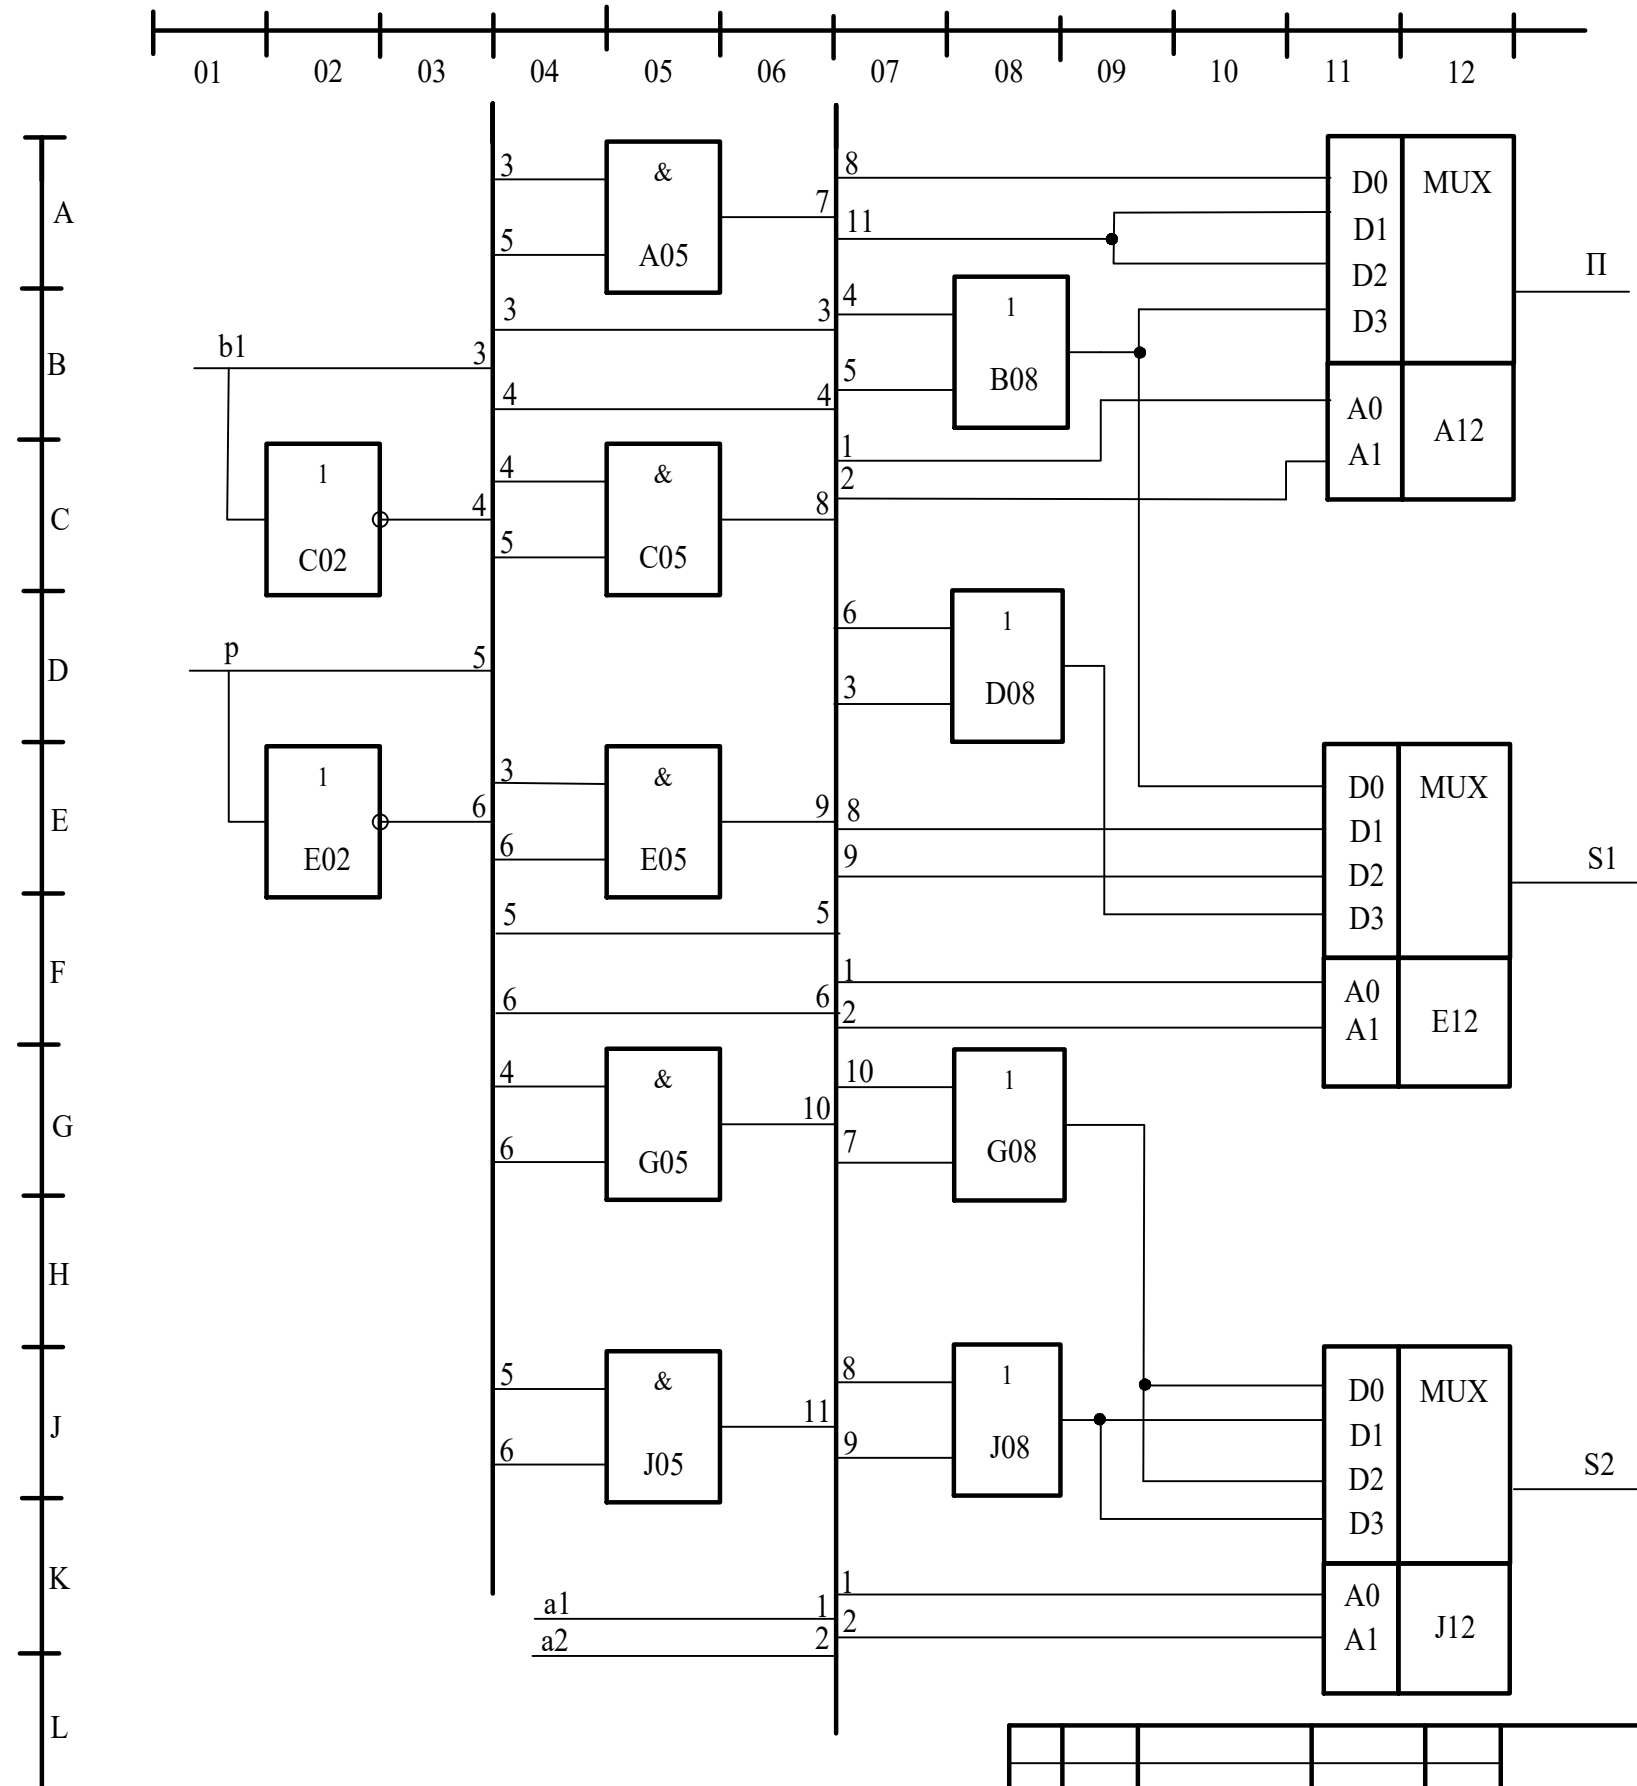 01 02 03 04 05 06 07 08 09 10 11 12
A
B
C
D
E
F
G
H
J
K
L
b1
3
1
C02
4
p
5
1
E02
6
3
5
&
A05
7
3 3
4 4
4
5
&
C05
8
3
6
&
E05
9
5 5
6 6
4
6
&
G05
10
5
6
&
J05
11
a1 1
a2 2
8
11
4
5
1
B08
1
2
6
3
1
D08
8
9
1
2
10
7
1
G08
8
9
1
J08
1
2
D0 MUX
D1
D2
D3
A0
A1
A12
П
D0 MUX
D1
D2
D3
A0
A1
E12
S1
D0 MUX
D1
D2
D3
A0
A1
J12
S2